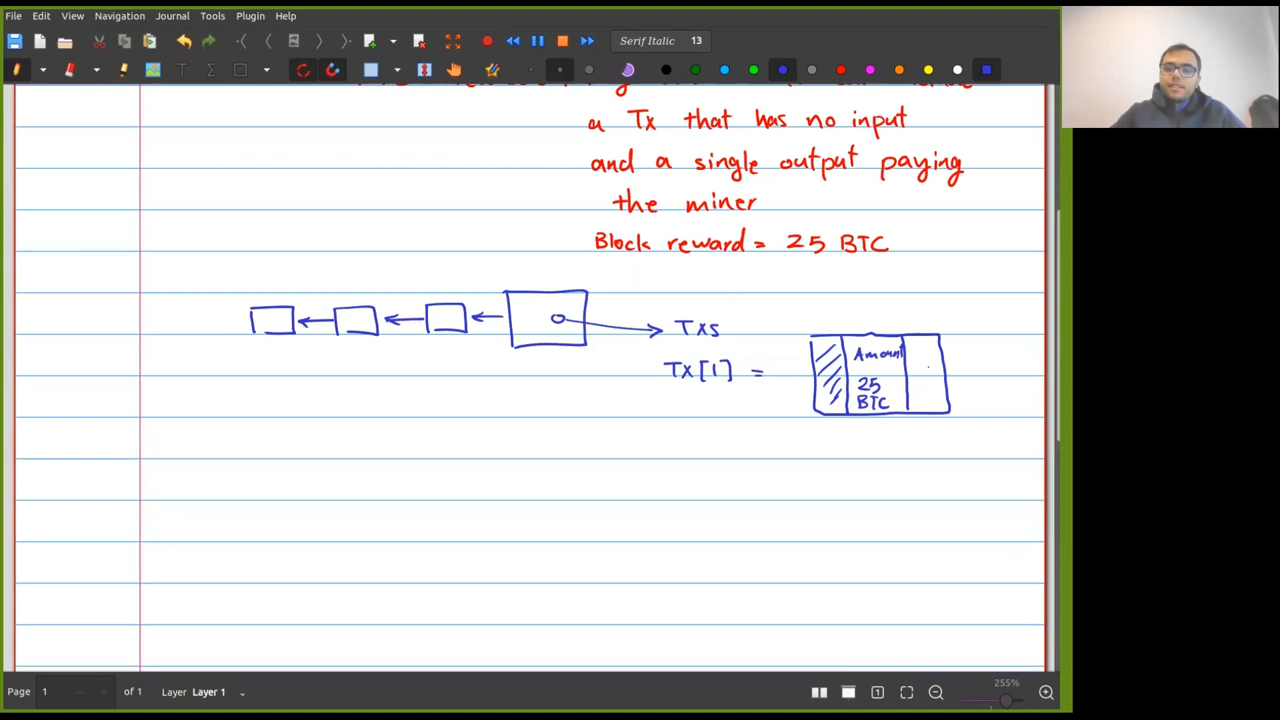 File Edit View Navigation Journal Tools Plugin Help
Serif Italic 13
a Tx that has no input
and a single output paying
the miner
Block reward = 25 BTC
TXs
TX[1] =
Amount
25
BTC
Page 1 of 1 Layer Layer 1
255%